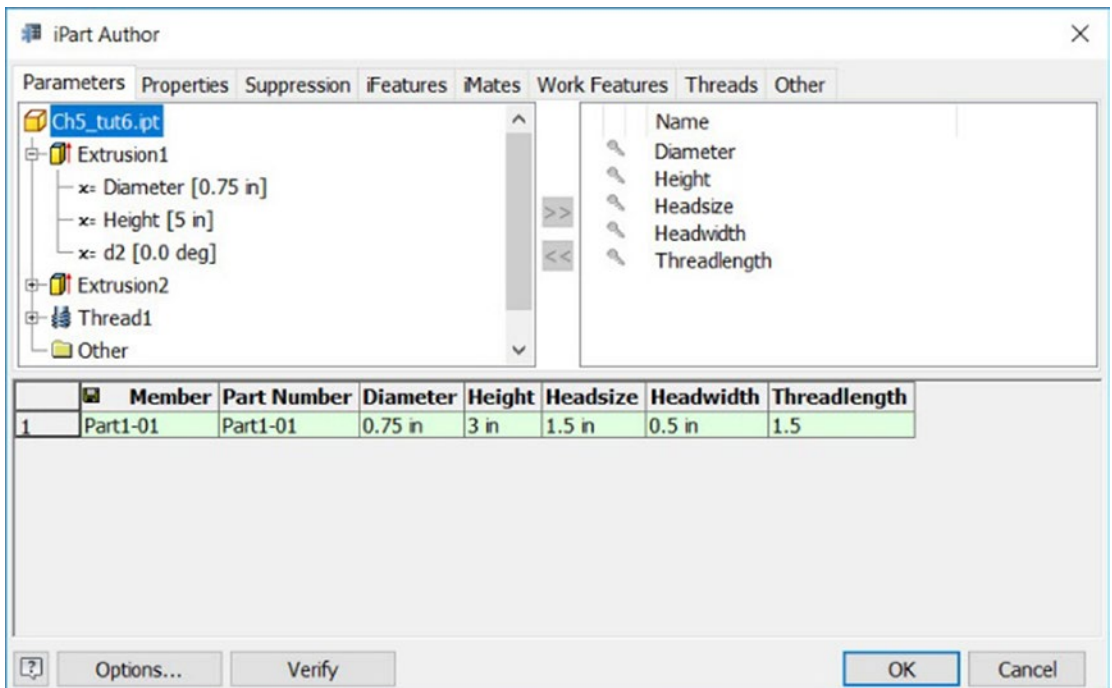 iPart Author
Parameters Properties Suppression iFeatures iMates Work Features Threads Other
Ch5_tut6.ipt
Extrusion1
x= Diameter [0.75 in]
x= Height [5 in]
x= d2 [0.0 deg]
Extrusion2
Thread1
Other
>>
<<
Name
Diameter
Height
Headsize
Headwidth
Threadlength
Member Part Number Diameter Height Headsize Headwidth Threadlength
1 Part1-01 Part1-01 0.75 in 3 in 1.5 in 0.5 in 1.5
? Options... Verify OK Cancel